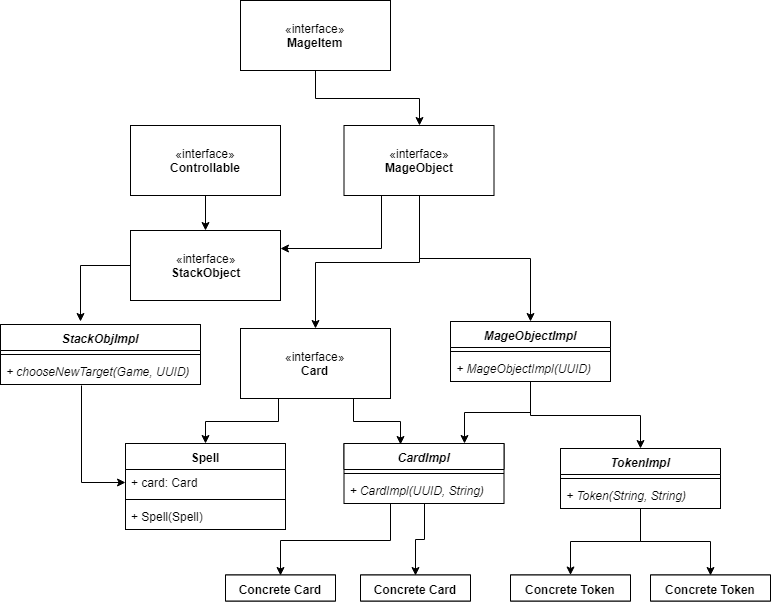 «interface»
MageItem
«interface»
Controllable
«interface»
MageObject
«interface»
StackObject
StackObjImpl
+ chooseNewTarget(Game, UUID)
«interface»
Card
MageObjectImpl
+ MageObjectImpl(UUID)
Spell
+ card: Card
+ Spell(Spell)
CardImpl
+ CardImpl(UUID, String)
TokenImpl
+ Token(String, String)
Concrete Card
Concrete Card
Concrete Token
Concrete Token